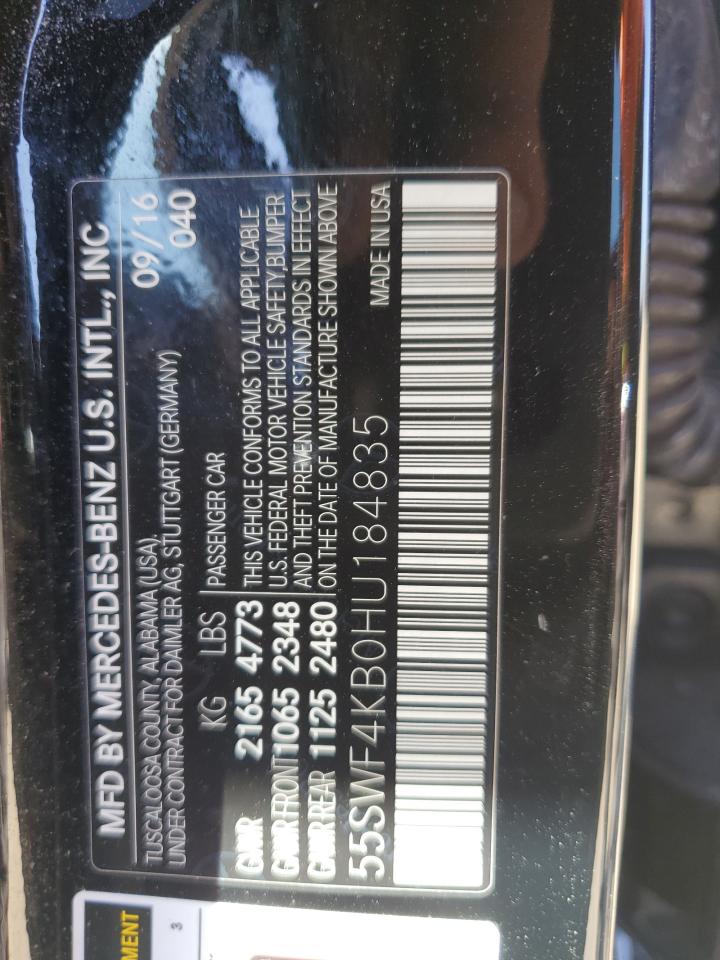 MFD BY MERCEDES-BENZ U.S. INTL., INC
TUSCALOOSA COUNTY, ALABAMA (USA), 09/16
UNDER CONTRACT FOR DAIMLER AG, STUTTGART (GERMANY) 040
KG LBS PASSENGER CAR
GVWR 2165 4773 THIS VEHICLE CONFORMS TO ALL APPLICABLE
GAWR FRONT 1065 2348 U.S. FEDERAL MOTOR VEHICLE SAFETY,BUMPER
GAWR REAR 1125 2480 AND THEFT PREVENTION STANDARDS IN EFFECT
ON THE DATE OF MANUFACTURE SHOWN ABOVE
55SWF4KB0HU184835 MADE IN USA
MENT
3